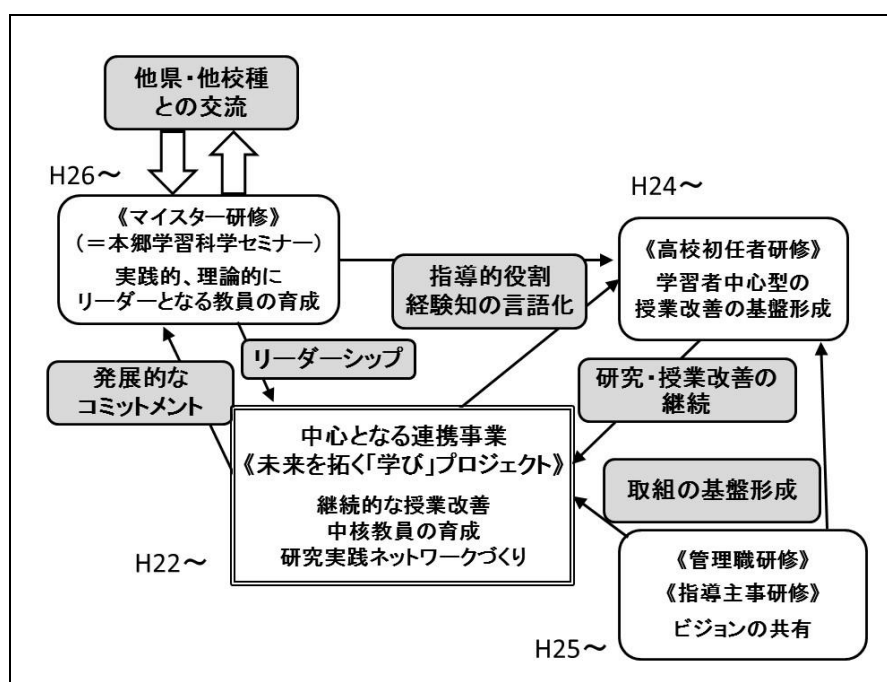 他県・他校種
との交流
H26～
《マイスター研修》
（＝本郷学習科学セミナー）
実践的、理論的に
リーダーとなる教員の育成
H24～
《高校初任者研修》
学習者中心型の
授業改善の基盤形成
指導的役割
経験知の言語化
リーダーシップ
発展的な
コミットメント
研究・授業改善の
継続
中心となる連携事業
《未来を拓く「学び」プロジェクト》
継続的な授業改善
中核教員の育成
研究実践ネットワークづくり
H22～
取組の基盤形成
《管理職研修》
《指導主事研修》
ビジョンの共有
H25～